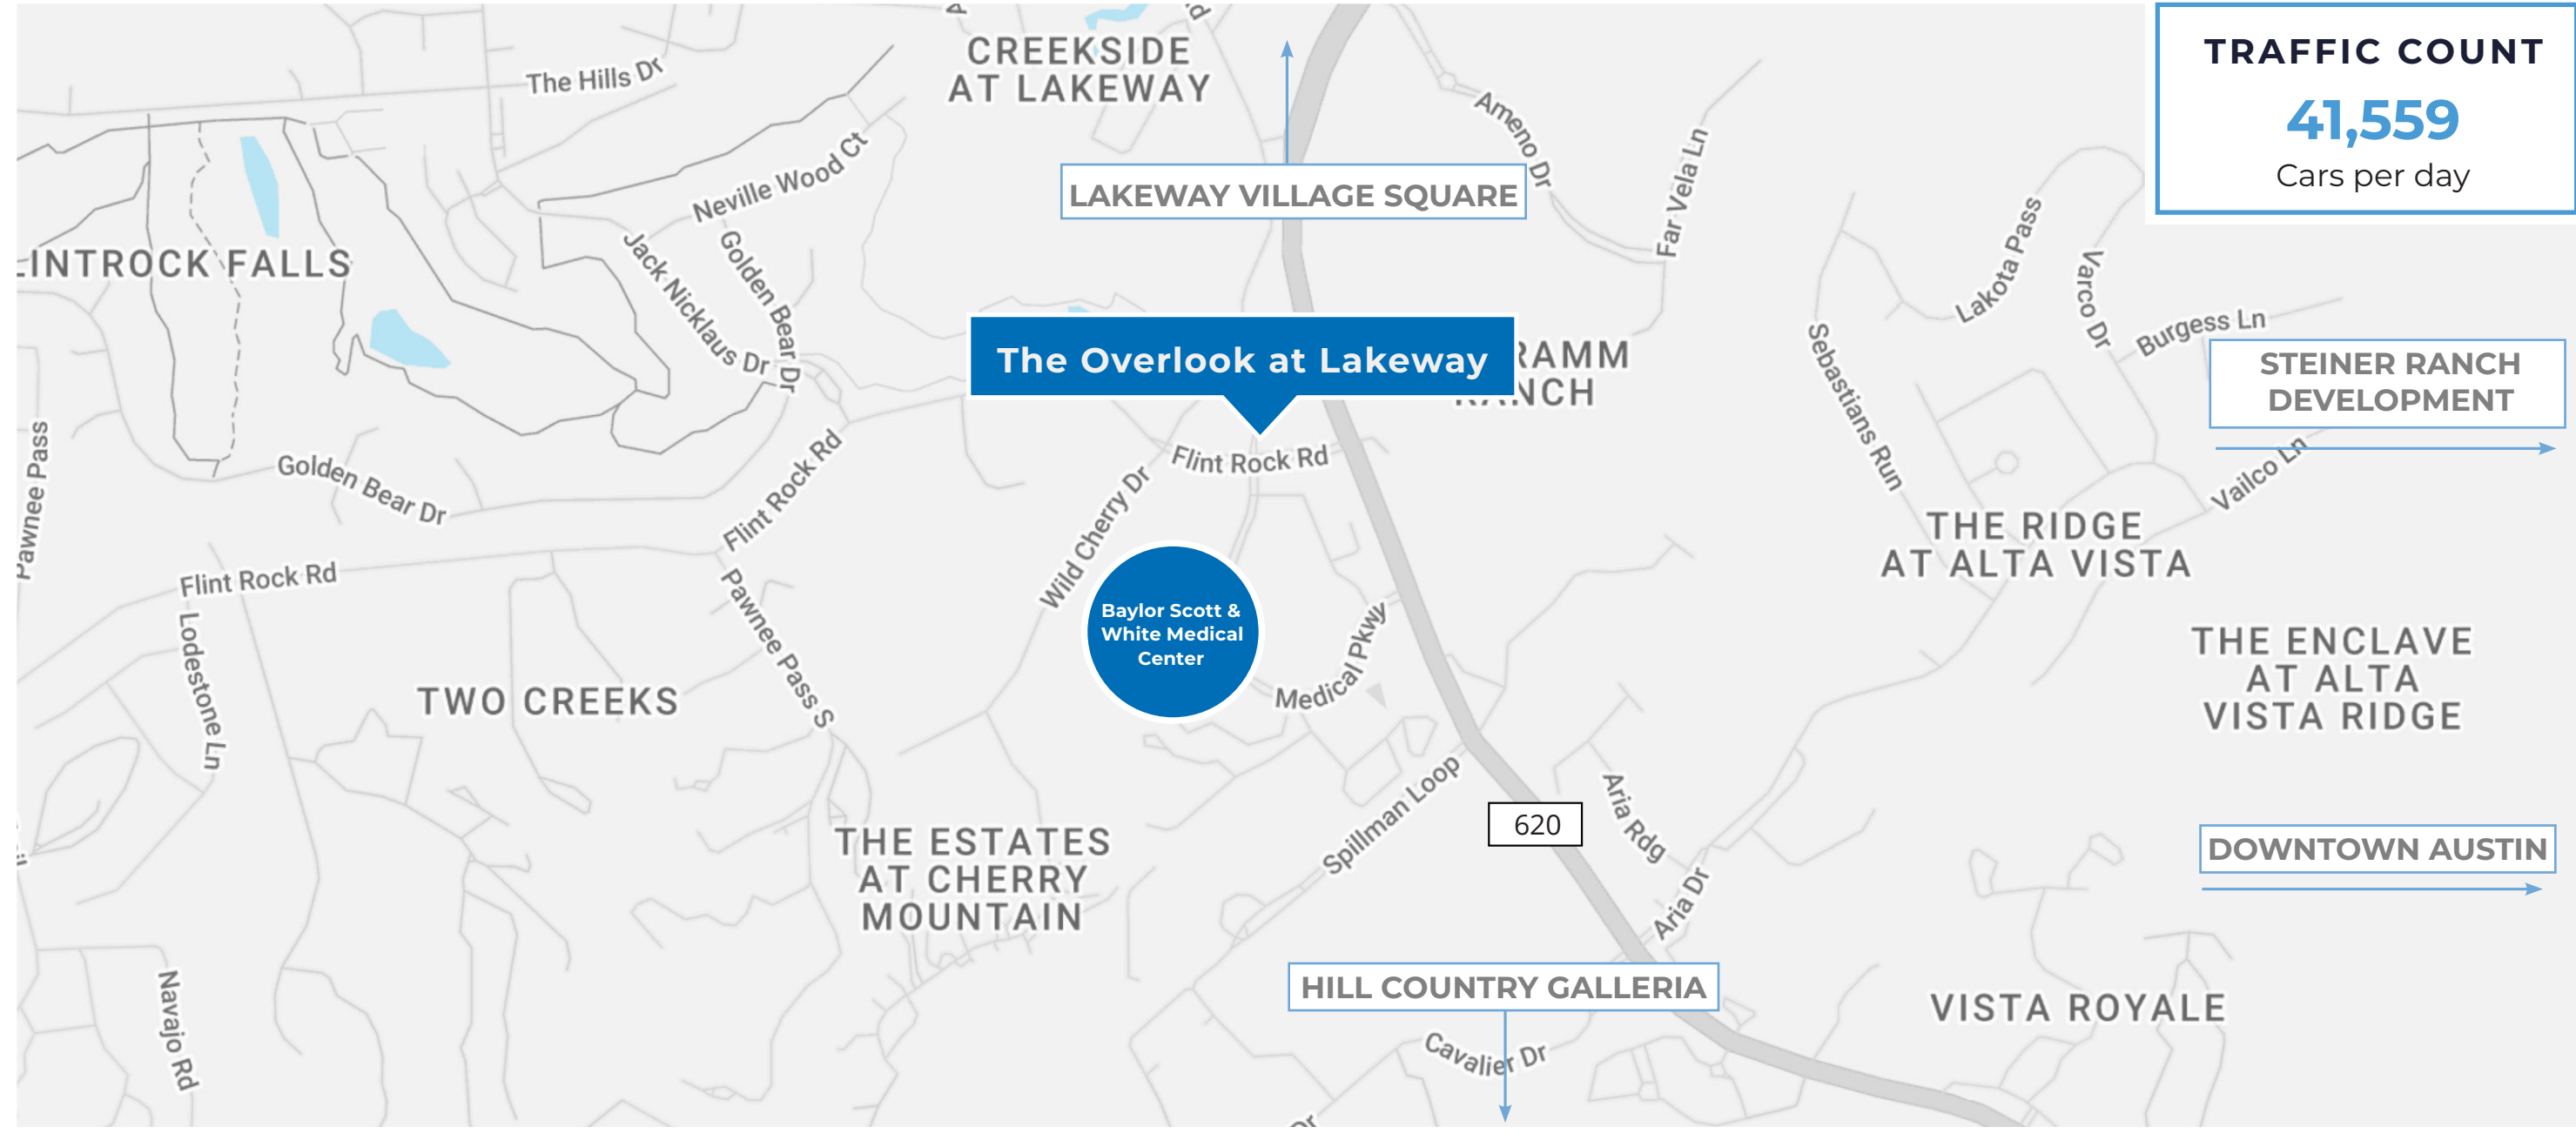 TRAFFIC COUNT
41,559
Cars per day
CREEKSIDE
AT LAKEWAY
The Hills Dr
Ameno Dr
Far Vela Ln
Neville Wood Ct
LAKEWAY VILLAGE SQUARE
Lakota Pass
Varco Dr
Burgess Ln
LINTROCK FALLS
Jack Nicklaus Dr
Golden Bear Dr
The Overlook at Lakeway
RAMM
RANCH
Sebastians Run
STEINER RANCH
DEVELOPMENT
Vailco Ln
Pawnee Pass
Golden Bear Dr
Flint Rock Rd
Flint Rock Rd
Wild Cherry Dr
THE RIDGE
AT ALTA VISTA
Flint Rock Rd
Lodestone Ln
Pawnee Pass S
Baylor Scott &
White Medical
Center
Medical Pkwy
THE ENCLAVE
AT ALTA
VISTA RIDGE
TWO CREEKS
Spillman Loop
620
Aria Rdg
Aria Dr
THE ESTATES
AT CHERRY
MOUNTAIN
DOWNTOWN AUSTIN
HILL COUNTRY GALLERIA
VISTA ROYALE
Navajo Rd
Cavalier Dr
Dr